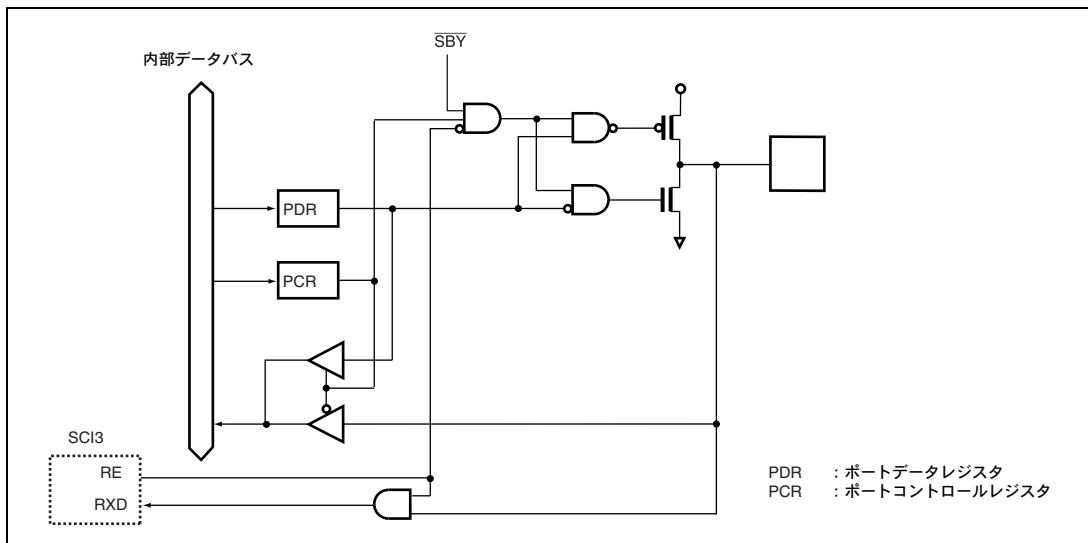 SBY
内部データバス
PDR
PCR
SCI3
RE
RXD
PDR :ポートデータレジスタ
PCR :ポートコントロールレジスタ